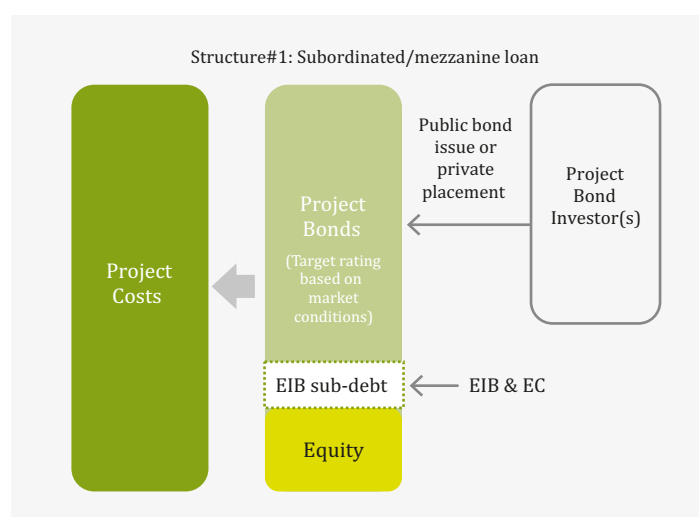 Structure#1: Subordinated/mezzanine loan
Project
Costs
Project
Bonds
(Target rating
based on
market
conditions)
EIB sub-debt
Equity
Public bond
issue or
private
placement
EIB & EC
Project
Bond
Investor(s)